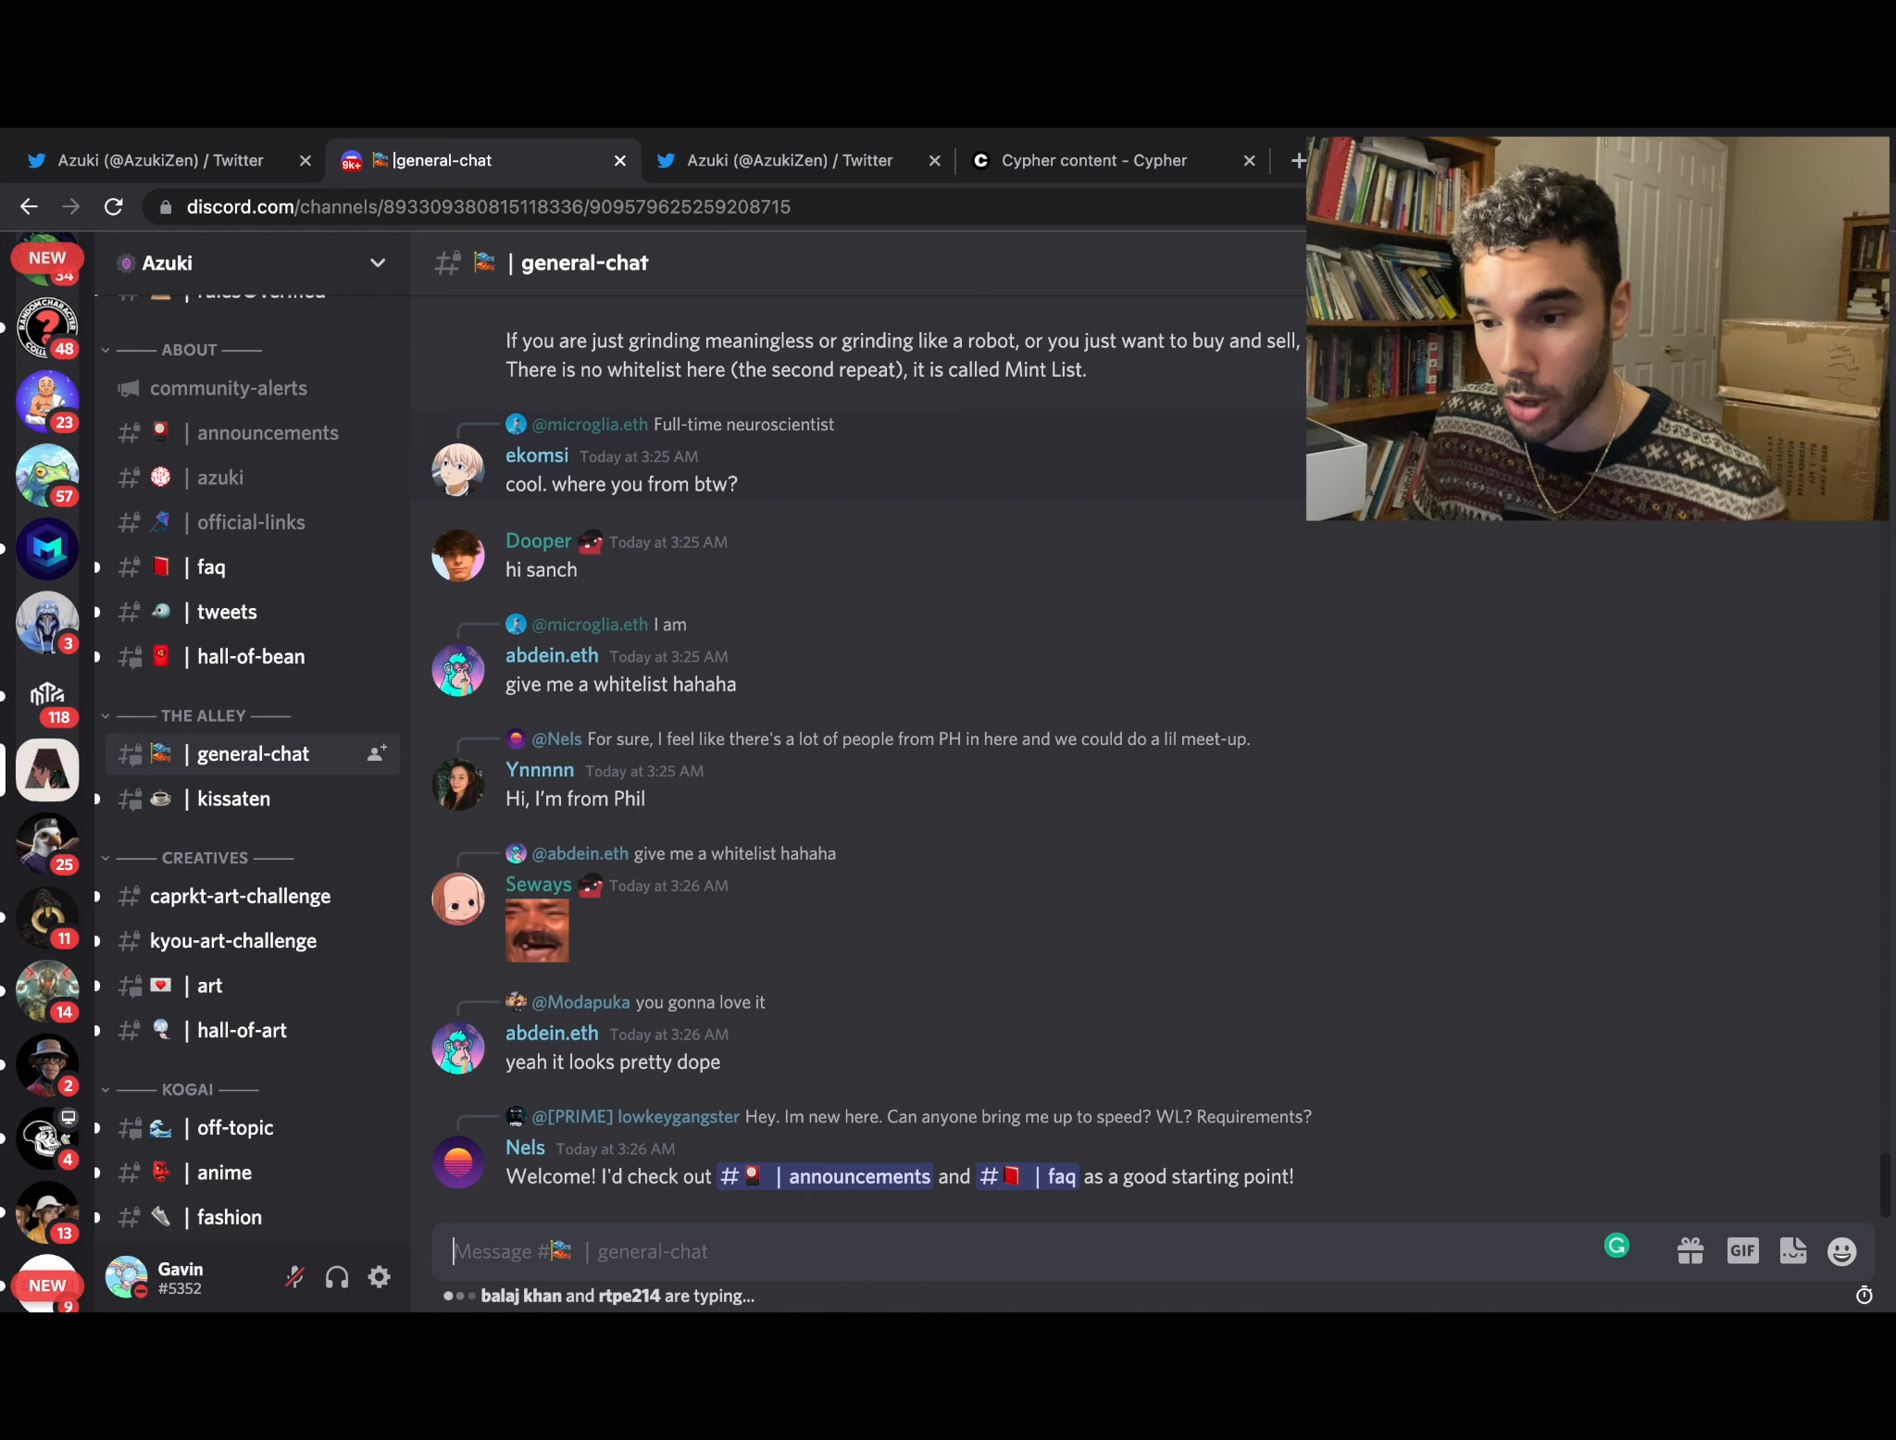 Azuki (@AzukiZen) / Twitter
9k+
|general-chat
Azuki (@AzukiZen) / Twitter
C
Cypher content - Cypher
discord.com/channels/893309380815118336/909579625259208715
NEW
34
RANDOM CHARACTER
48
23
57
3
118
25
11
14
2
4
13
NEW
9
Azuki
ABOUT
community-alerts
| announcements
| azuki
| official-links
| faq
| tweets
| hall-of-bean
THE ALLEY
| general-chat
| kissaten
CREATIVES
caprkt-art-challenge
kyou-art-challenge
| art
| hall-of-art
KOGAI
| off-topic
| anime
| fashion
Gavin
#5352
| general-chat
If you are just grinding meaningless or grinding like a robot, or you just want to buy and sell,
There is no whitelist here (the second repeat), it is called Mint List.
@microglia.eth Full-time neuroscientist
ekomsi Today at 3:25 AM
cool. where you from btw?
Dooper Today at 3:25 AM
hi sanch
@microglia.eth I am
abdein.eth Today at 3:25 AM
give me a whitelist hahaha
@Nels For sure, I feel like there's a lot of people from PH in here and we could do a lil meet-up.
Ynnnnn Today at 3:25 AM
Hi, I'm from Phil
@abdein.eth give me a whitelist hahaha
Seways Today at 3:26 AM
@Modapuka you gonna love it
abdein.eth Today at 3:26 AM
yeah it looks pretty dope
@[PRIME] lowkeygangster Hey. Im new here. Can anyone bring me up to speed? WL? Requirements?
Nels Today at 3:26 AM
Welcome! I'd check out # | announcements and # | faq as a good starting point!
Message # | general-chat
GIF
balaj khan and rtpe214 are typing...